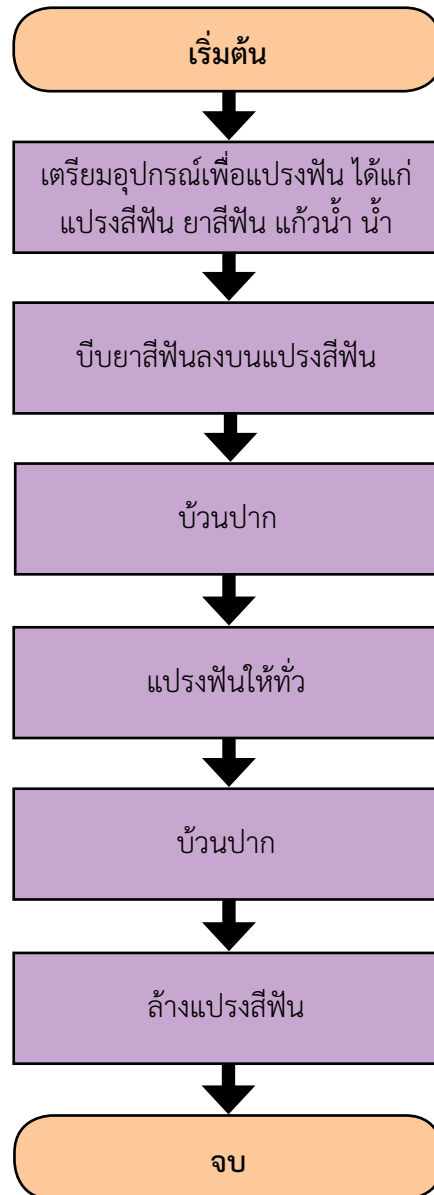 เริ่มต้น
เตรียมอุปกรณ์เพื่อแปรงฟัน ได้แก่
แปรงสีฟัน ยาสีฟัน แก้วน้ำ น้ำ
บีบยาสีฟันลงบนแปรงสีฟัน
บ้วนปาก
แปรงฟันให้ทั่ว
บ้วนปาก
ล้างแปรงสีฟัน
จบ